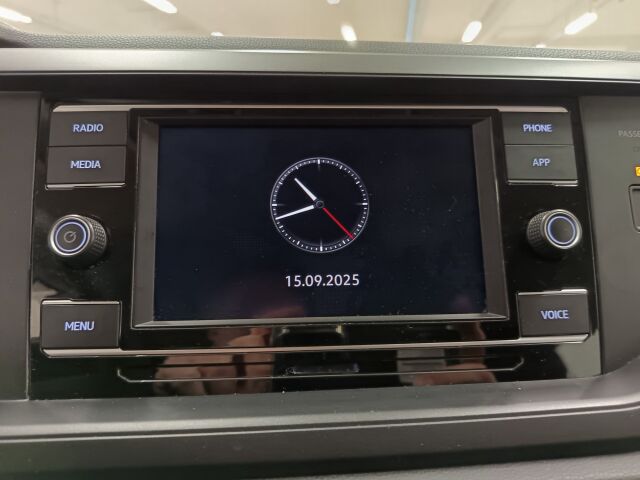 RADIO
MEDIA
MENU
15.09.2025
PHONE
APP
VOICE